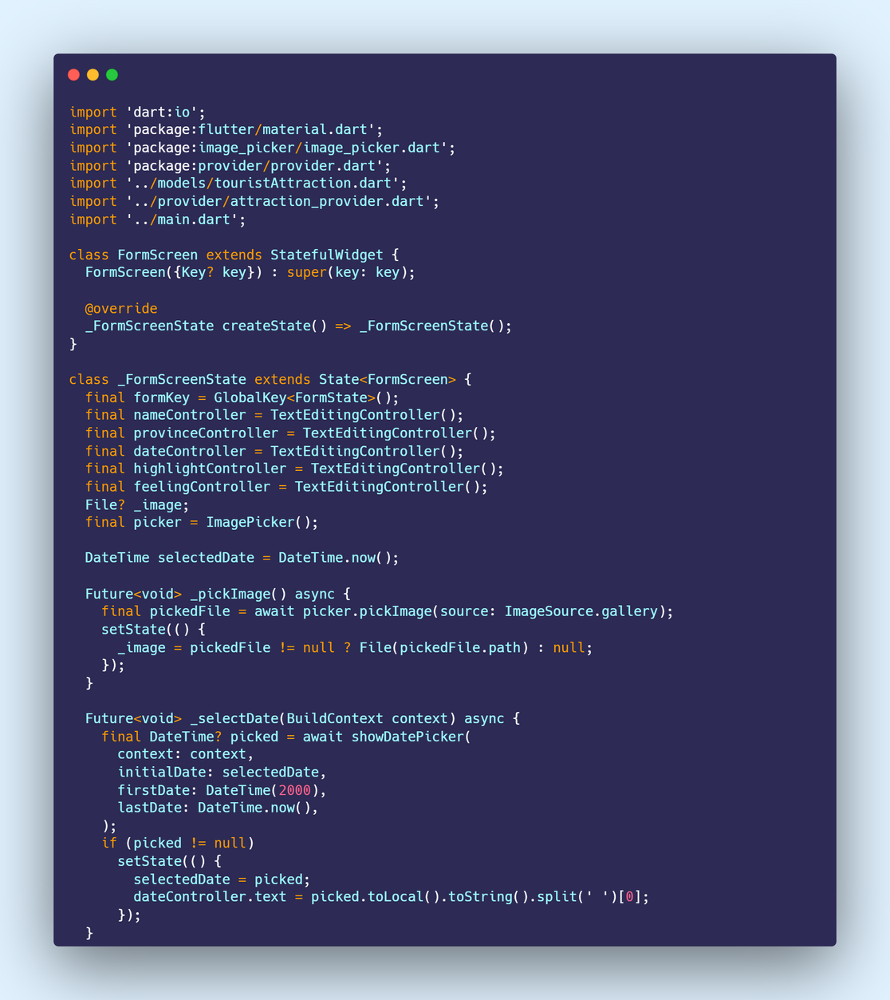 import 'dart:io';
import 'package:flutter/material.dart';
import 'package:image_picker/image_picker.dart';
import 'package:provider/provider.dart';
import '../models/touristAttraction.dart';
import '../provider/attraction_provider.dart';
import '../main.dart';

class FormScreen extends StatefulWidget {
  FormScreen({Key? key}) : super(key: key);

  @override
  _FormScreenState createState() => _FormScreenState();
}

class _FormScreenState extends State<FormScreen> {
  final formKey = GlobalKey<FormState>();
  final nameController = TextEditingController();
  final provinceController = TextEditingController();
  final dateController = TextEditingController();
  final highlightController = TextEditingController();
  final feelingController = TextEditingController();
  File? _image;
  final picker = ImagePicker();

  DateTime selectedDate = DateTime.now();

  Future<void> _pickImage() async {
    final pickedFile = await picker.pickImage(source: ImageSource.gallery);
    setState(() {
      _image = pickedFile != null ? File(pickedFile.path) : null;
    });
  }

  Future<void> _selectDate(BuildContext context) async {
    final DateTime? picked = await showDatePicker(
      context: context,
      initialDate: selectedDate,
      firstDate: DateTime(2000),
      lastDate: DateTime.now(),
    );
    if (picked != null)
      setState(() {
        selectedDate = picked;
        dateController.text = picked.toLocal().toString().split(' ')[0];
      });
  }